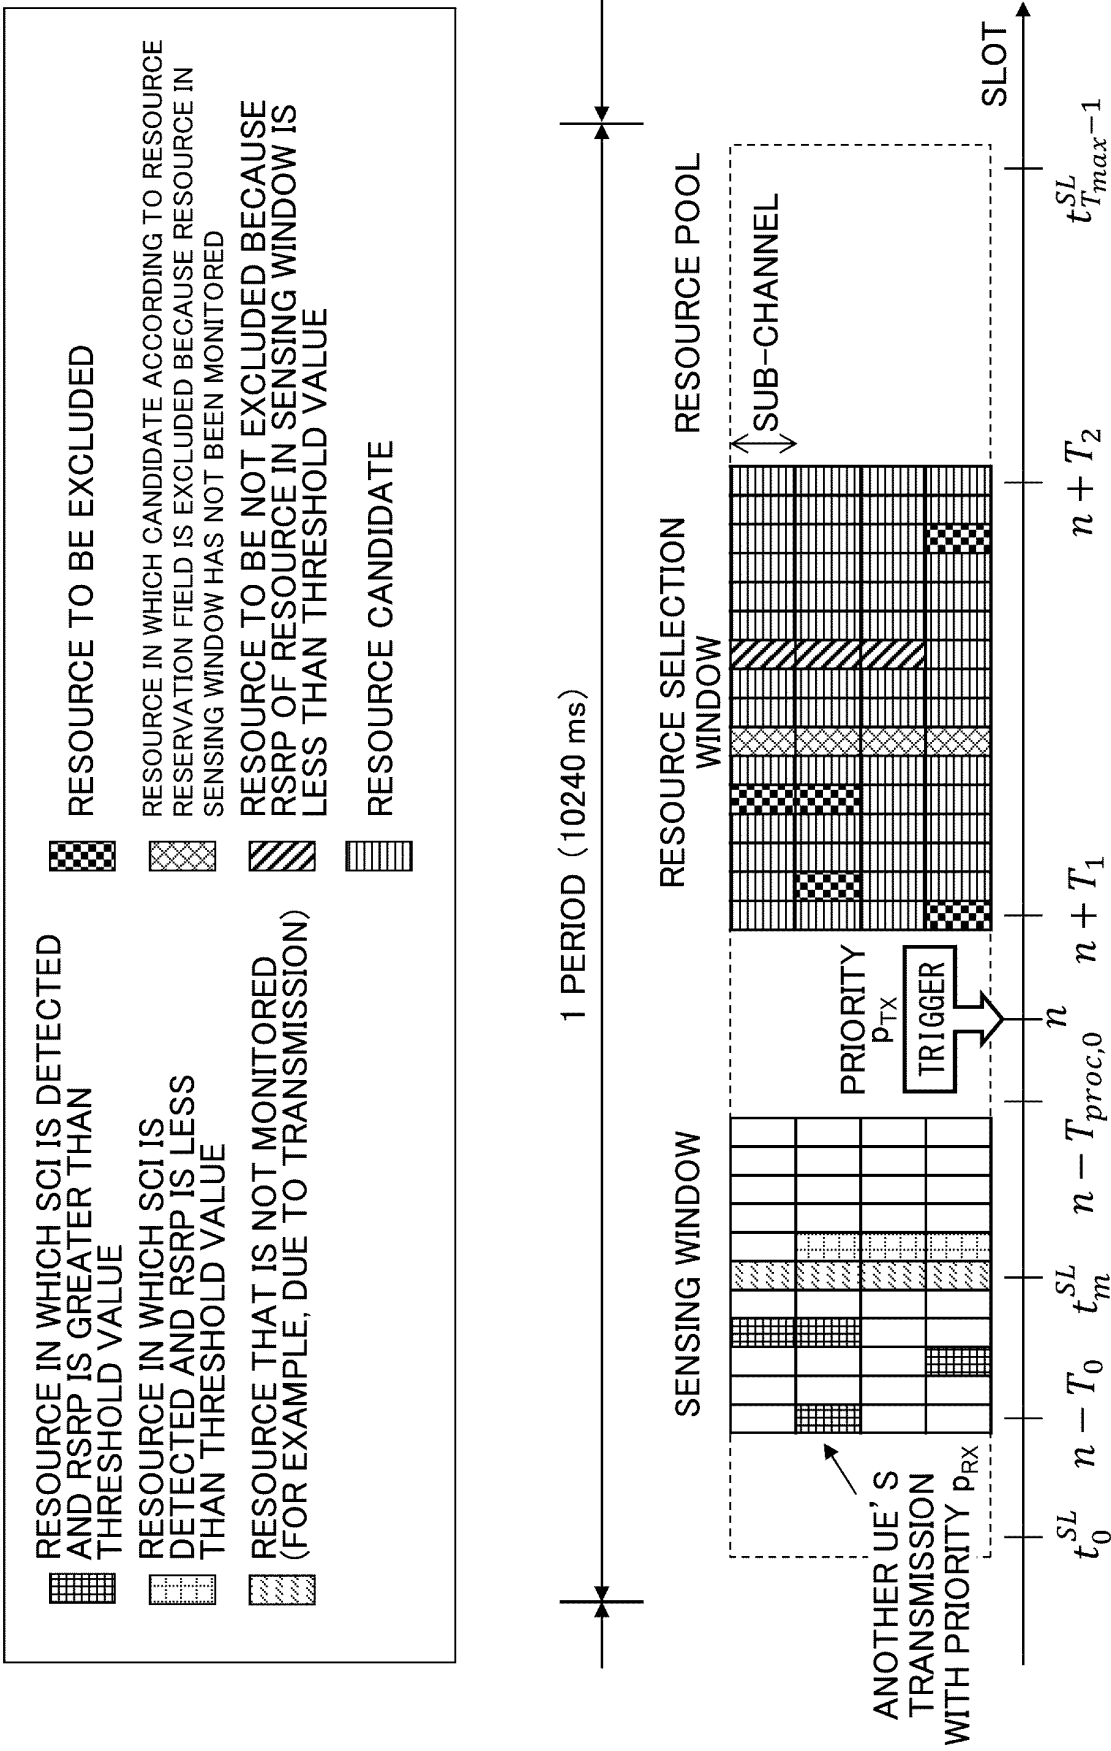 RESOURCE IN WHICH SCI IS DETECTED
AND RSRP IS GREATER THAN
THRESHOLD VALUE
RESOURCE IN WHICH SCI IS
DETECTED AND RSRP IS LESS
THAN THRESHOLD VALUE
RESOURCE THAT IS NOT MONITORED
(FOR EXAMPLE, DUE TO TRANSMISSION)
RESOURCE TO BE EXCLUDED
RESOURCE IN WHICH CANDIDATE ACCORDING TO RESOURCE
RESERVATION FIELD IS EXCLUDED BECAUSE RESOURCE IN
SENSING WINDOW HAS NOT BEEN MONITORED
RESOURCE TO BE NOT EXCLUDED BECAUSE
RSRP OF RESOURCE IN SENSING WINDOW IS
LESS THAN THRESHOLD VALUE
RESOURCE CANDIDATE
1 PERIOD (10240 ms)
SENSING WINDOW
RESOURCE SELECTION
WINDOW
RESOURCE POOL
SUB-CHANNEL
PRIORITY
p_TX
TRIGGER
ANOTHER UE' S
TRANSMISSION
WITH PRIORITY p_RX
SLOT
t_0^{SL}
n − T_0
t_m^{SL}
n − T_{proc,0}
n
n + T_1
n + T_2
t_{T_{max}−1}^{SL}